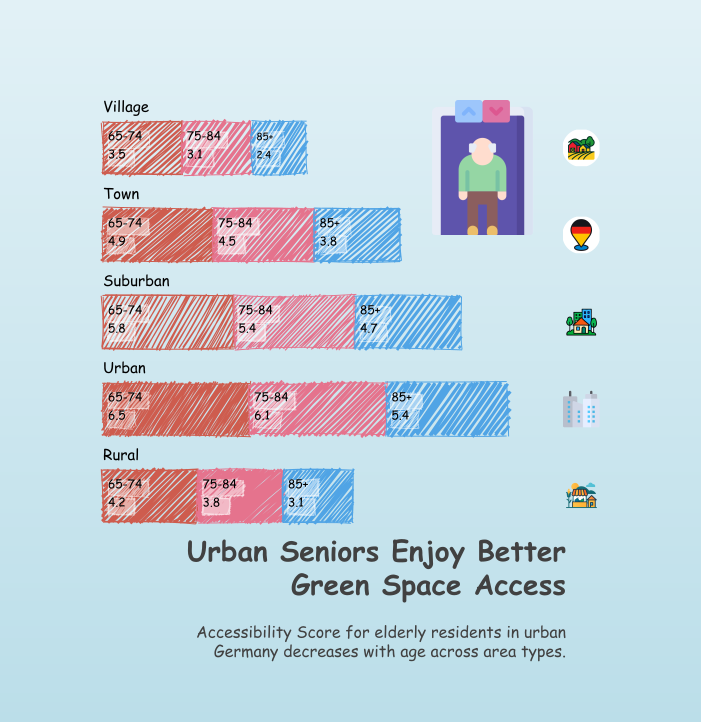 Village
65-74 75-84 85+
3.5 3.1 2.4
Town
65-74 75-84 85+
4.9 4.5 3.8
Suburban
65-74 75-84 85+
5.8 5.4 4.7
Urban
65-74 75-84 85+
6.5 6.1 5.4
Rural
65-74 75-84 85+
4.2 3.8 3.1
Urban Seniors Enjoy Better
Green Space Access
Accessibility Score for elderly residents in urban
Germany decreases with age across area types.